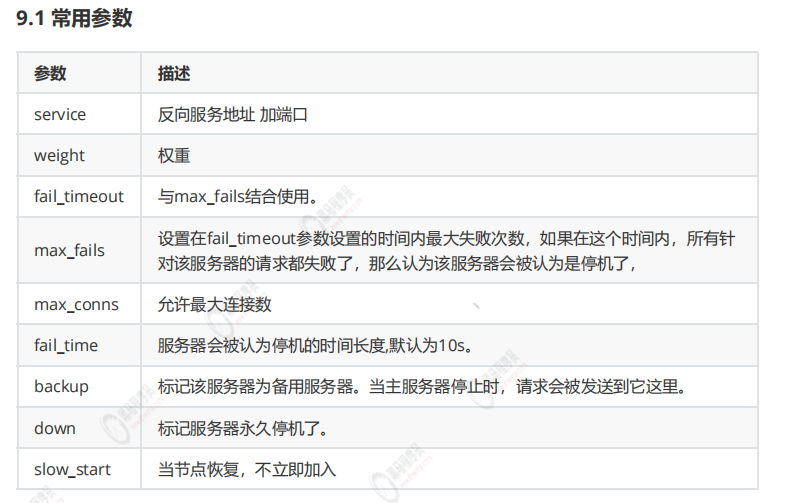 9.1 常用参数
参数 描述
service 反向服务地址 加端口
weight 权重
fail_timeout 与max_fails结合使用。
max_fails 设置在fail_timeout参数设置的时间内最大失败次数，如果在这个时间内，所有针
对该服务器的请求都失败了，那么认为该服务器会被认为是停机了，
max_conns 允许最大连接数
fail_time 服务器会被认为停机的时间长度,默认为10s。
backup 标记该服务器为备用服务器。当主服务器停止时，请求会被发送到它这里。
down 标记服务器永久停机了。
slow_start 当节点恢复，不立即加入